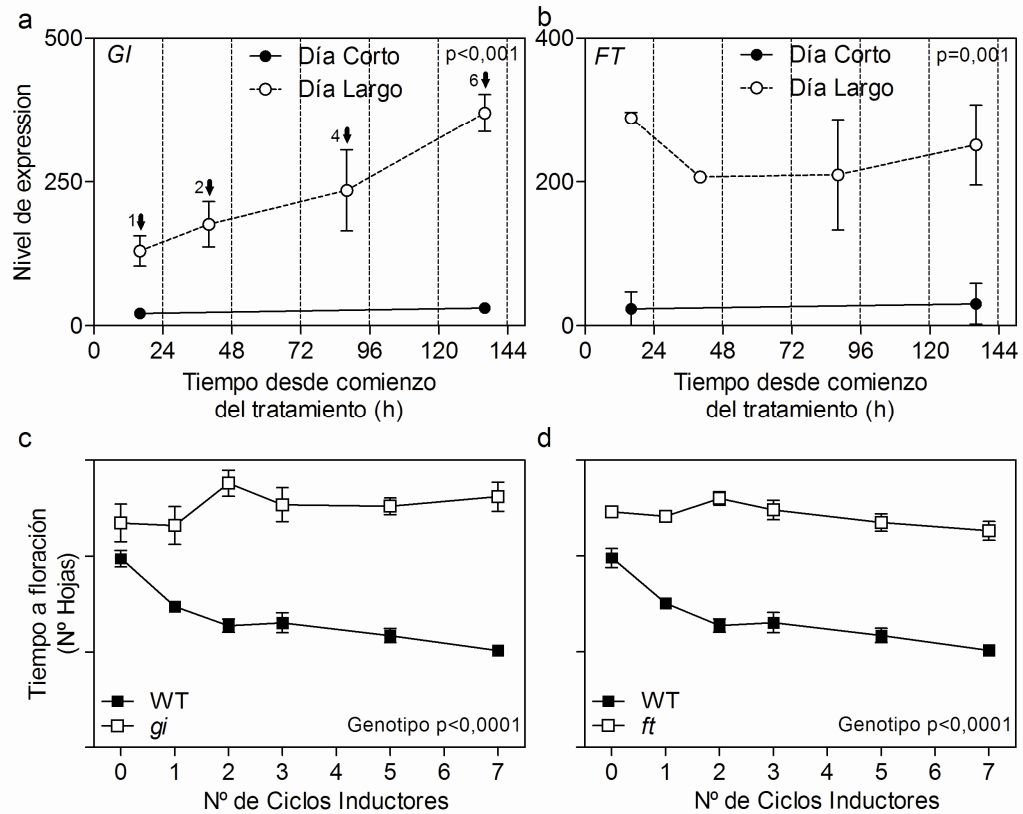 a
GI
Día Corto
Día Largo
p<0,001
500
250
0
Nivel de expression
1
2
4
6
0 24 48 72 96 120 144
Tiempo desde comienzo
del tratamiento (h)
b
FT
Día Corto
Día Largo
p=0,001
400
200
0
0 24 48 72 96 120 144
Tiempo desde comienzo
del tratamiento (h)
c
Tiempo a floración
(Nº Hojas)
WT
gi
Genotipo p<0,0001
0 1 2 3 4 5 6 7
Nº de Ciclos Inductores
d
WT
ft
Genotipo p<0,0001
0 1 2 3 4 5 6 7
Nº de Ciclos Inductores